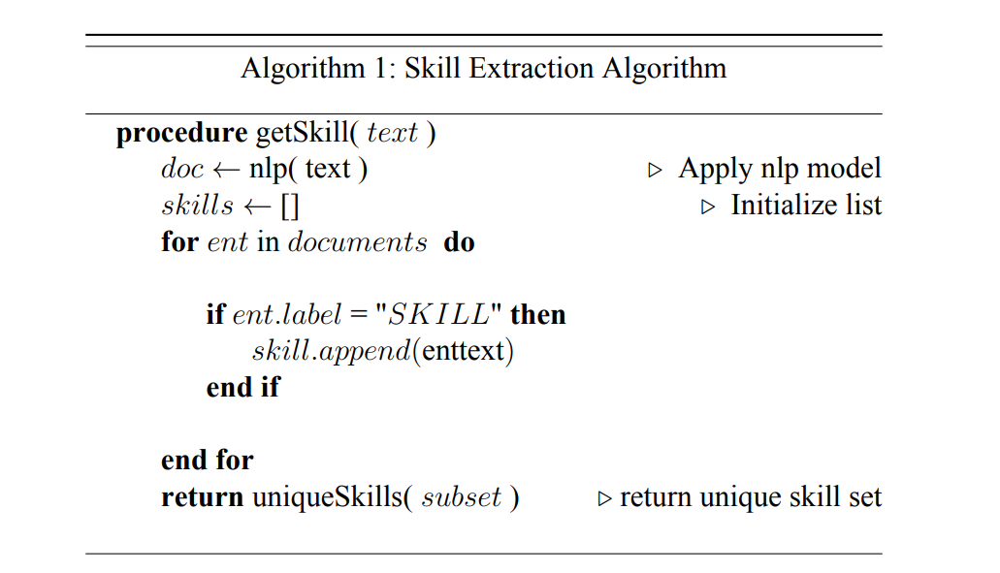 Algorithm 1: Skill Extraction Algorithm
procedure getSkill( text )
doc ← nlp( text ) ▷ Apply nlp model
skills ← [] ▷ Initialize list
for ent in documents do
if ent.label = "SKILL" then
skill.append(enttext)
end if
end for
return uniqueSkills( subset ) ▷ return unique skill set